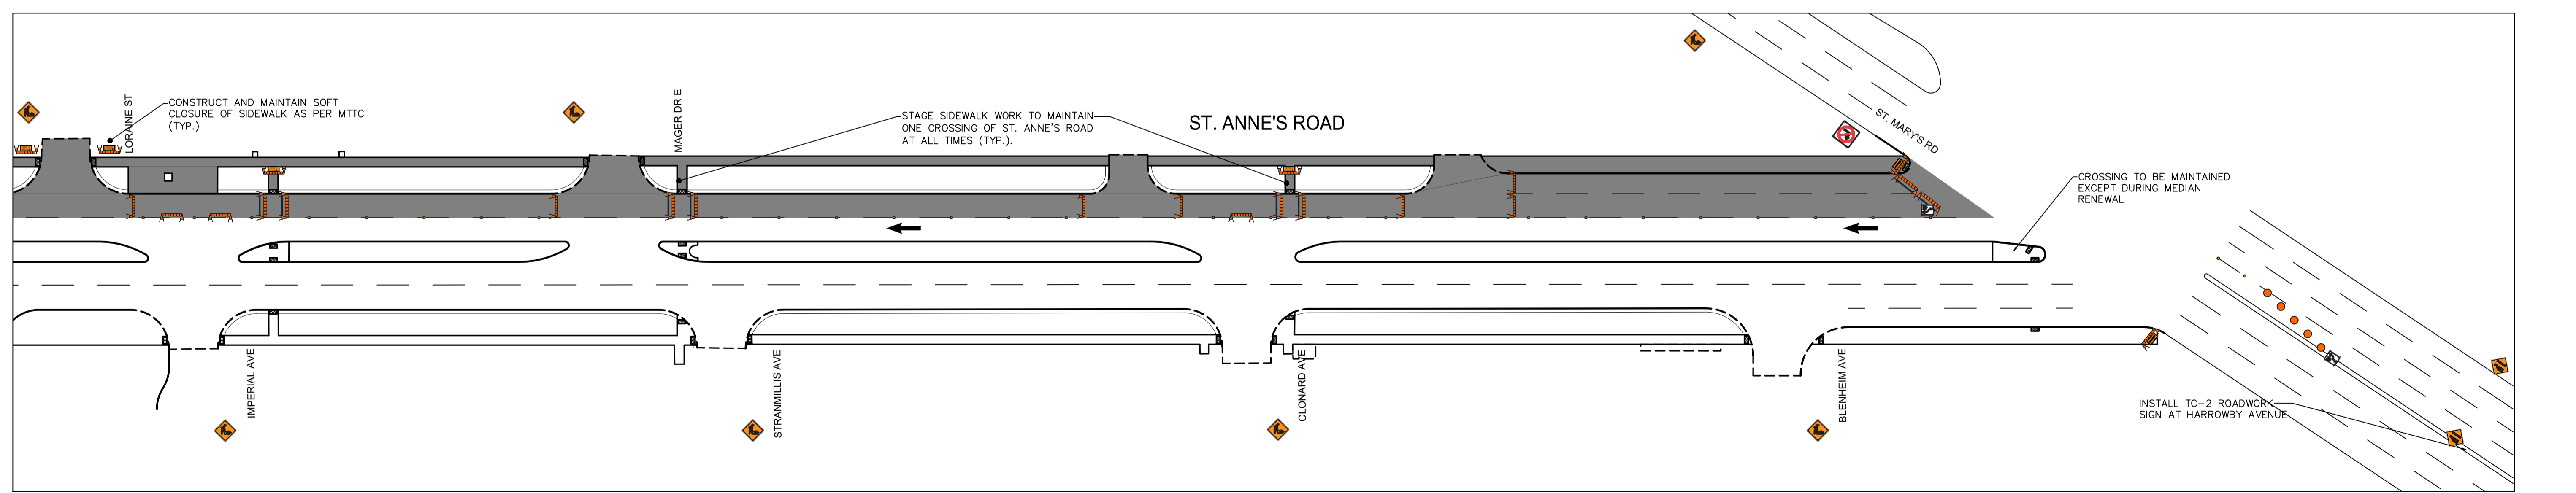 CONSTRUCT AND MAINTAIN SOFT
CLOSURE OF SIDEWALK AS PER MTTC
(TYP.)
LORAINE ST
MAGER DR E
STAGE SIDEWALK WORK TO MAINTAIN
ONE CROSSING OF ST. ANNE'S ROAD
AT ALL TIMES (TYP.).
ST. ANNE'S ROAD
ST. MARY'S RD
CROSSING TO BE MAINTAINED
EXCEPT DURING MEDIAN
RENEWAL
IMPERIAL AVE
STRANMILLIS AVE
CLONARD AVE
BLENHEIM AVE
INSTALL TC-2 ROADWORK
SIGN AT HARROWBY AVENUE